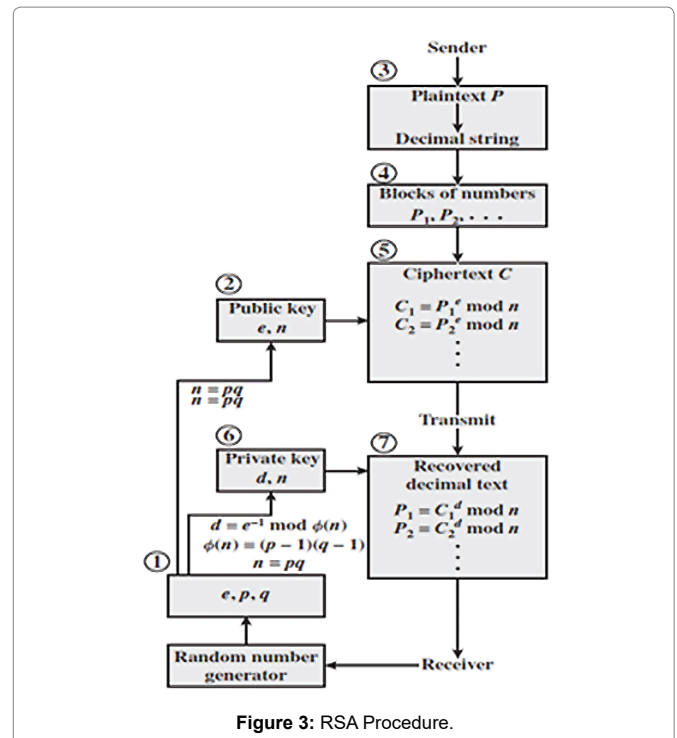 Sender
③
Plaintext P
Decimal string
④
Blocks of numbers
P₁, P₂, . . .
⑤
Ciphertext C
C₁ = P₁ᵉ mod n
C₂ = P₂ᵉ mod n
②
Public key
e, n
n = pq
n = pq
Transmit
⑥
Private key
d, n
⑦
Recovered
decimal text
P₁ = C₁ᵈ mod n
P₂ = C₂ᵈ mod n
d = e⁻¹ mod ϕ(n)
ϕ(n) = (p − 1)(q − 1)
n = pq
①
e, p, q
Random number
generator
Receiver
Figure 3: RSA Procedure.